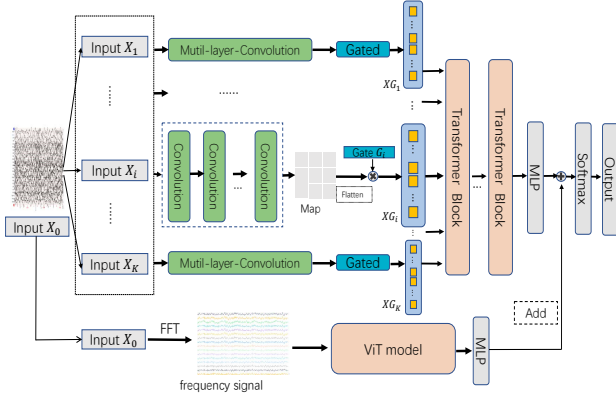 Input X₁
Mutil-layer-Convolution
Gated
XG₁
......
Input Xᵢ
Convolution
Convolution
...
Convolution
Map
Gate Gᵢ
Flatten
XGᵢ
Transformer Block
...
Transformer Block
MLP
Softmax
Output
Input X₀
Input X_K
Mutil-layer-Convolution
Gated
XG_K
Input X₀
FFT
frequency signal
ViT model
MLP
Add